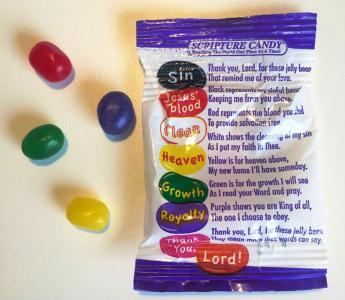 SCRIPTURE CANDY
Reaching The World One Piece At A Time!
Sin
Thank you, Lord, for these jelly bean
That remind me of your love.
Jesus' blood
Black represents my sinful heart
Keeping me from you above.
Clean
Red represents the blood you shed
To provide salvation free.
White shows the cleansing of my sin
As I put my faith in Thee.
Heaven
Yellow is for heaven above,
My new home I'll have someday.
Growth
Green is for the growth I will see
As I read your Word and pray.
Royalty
Purple shows you are King of all,
The one I choose to obey.
Thank You,
Thank you, Lord, for these jelly bean
They mean more than words can say.
Lord!